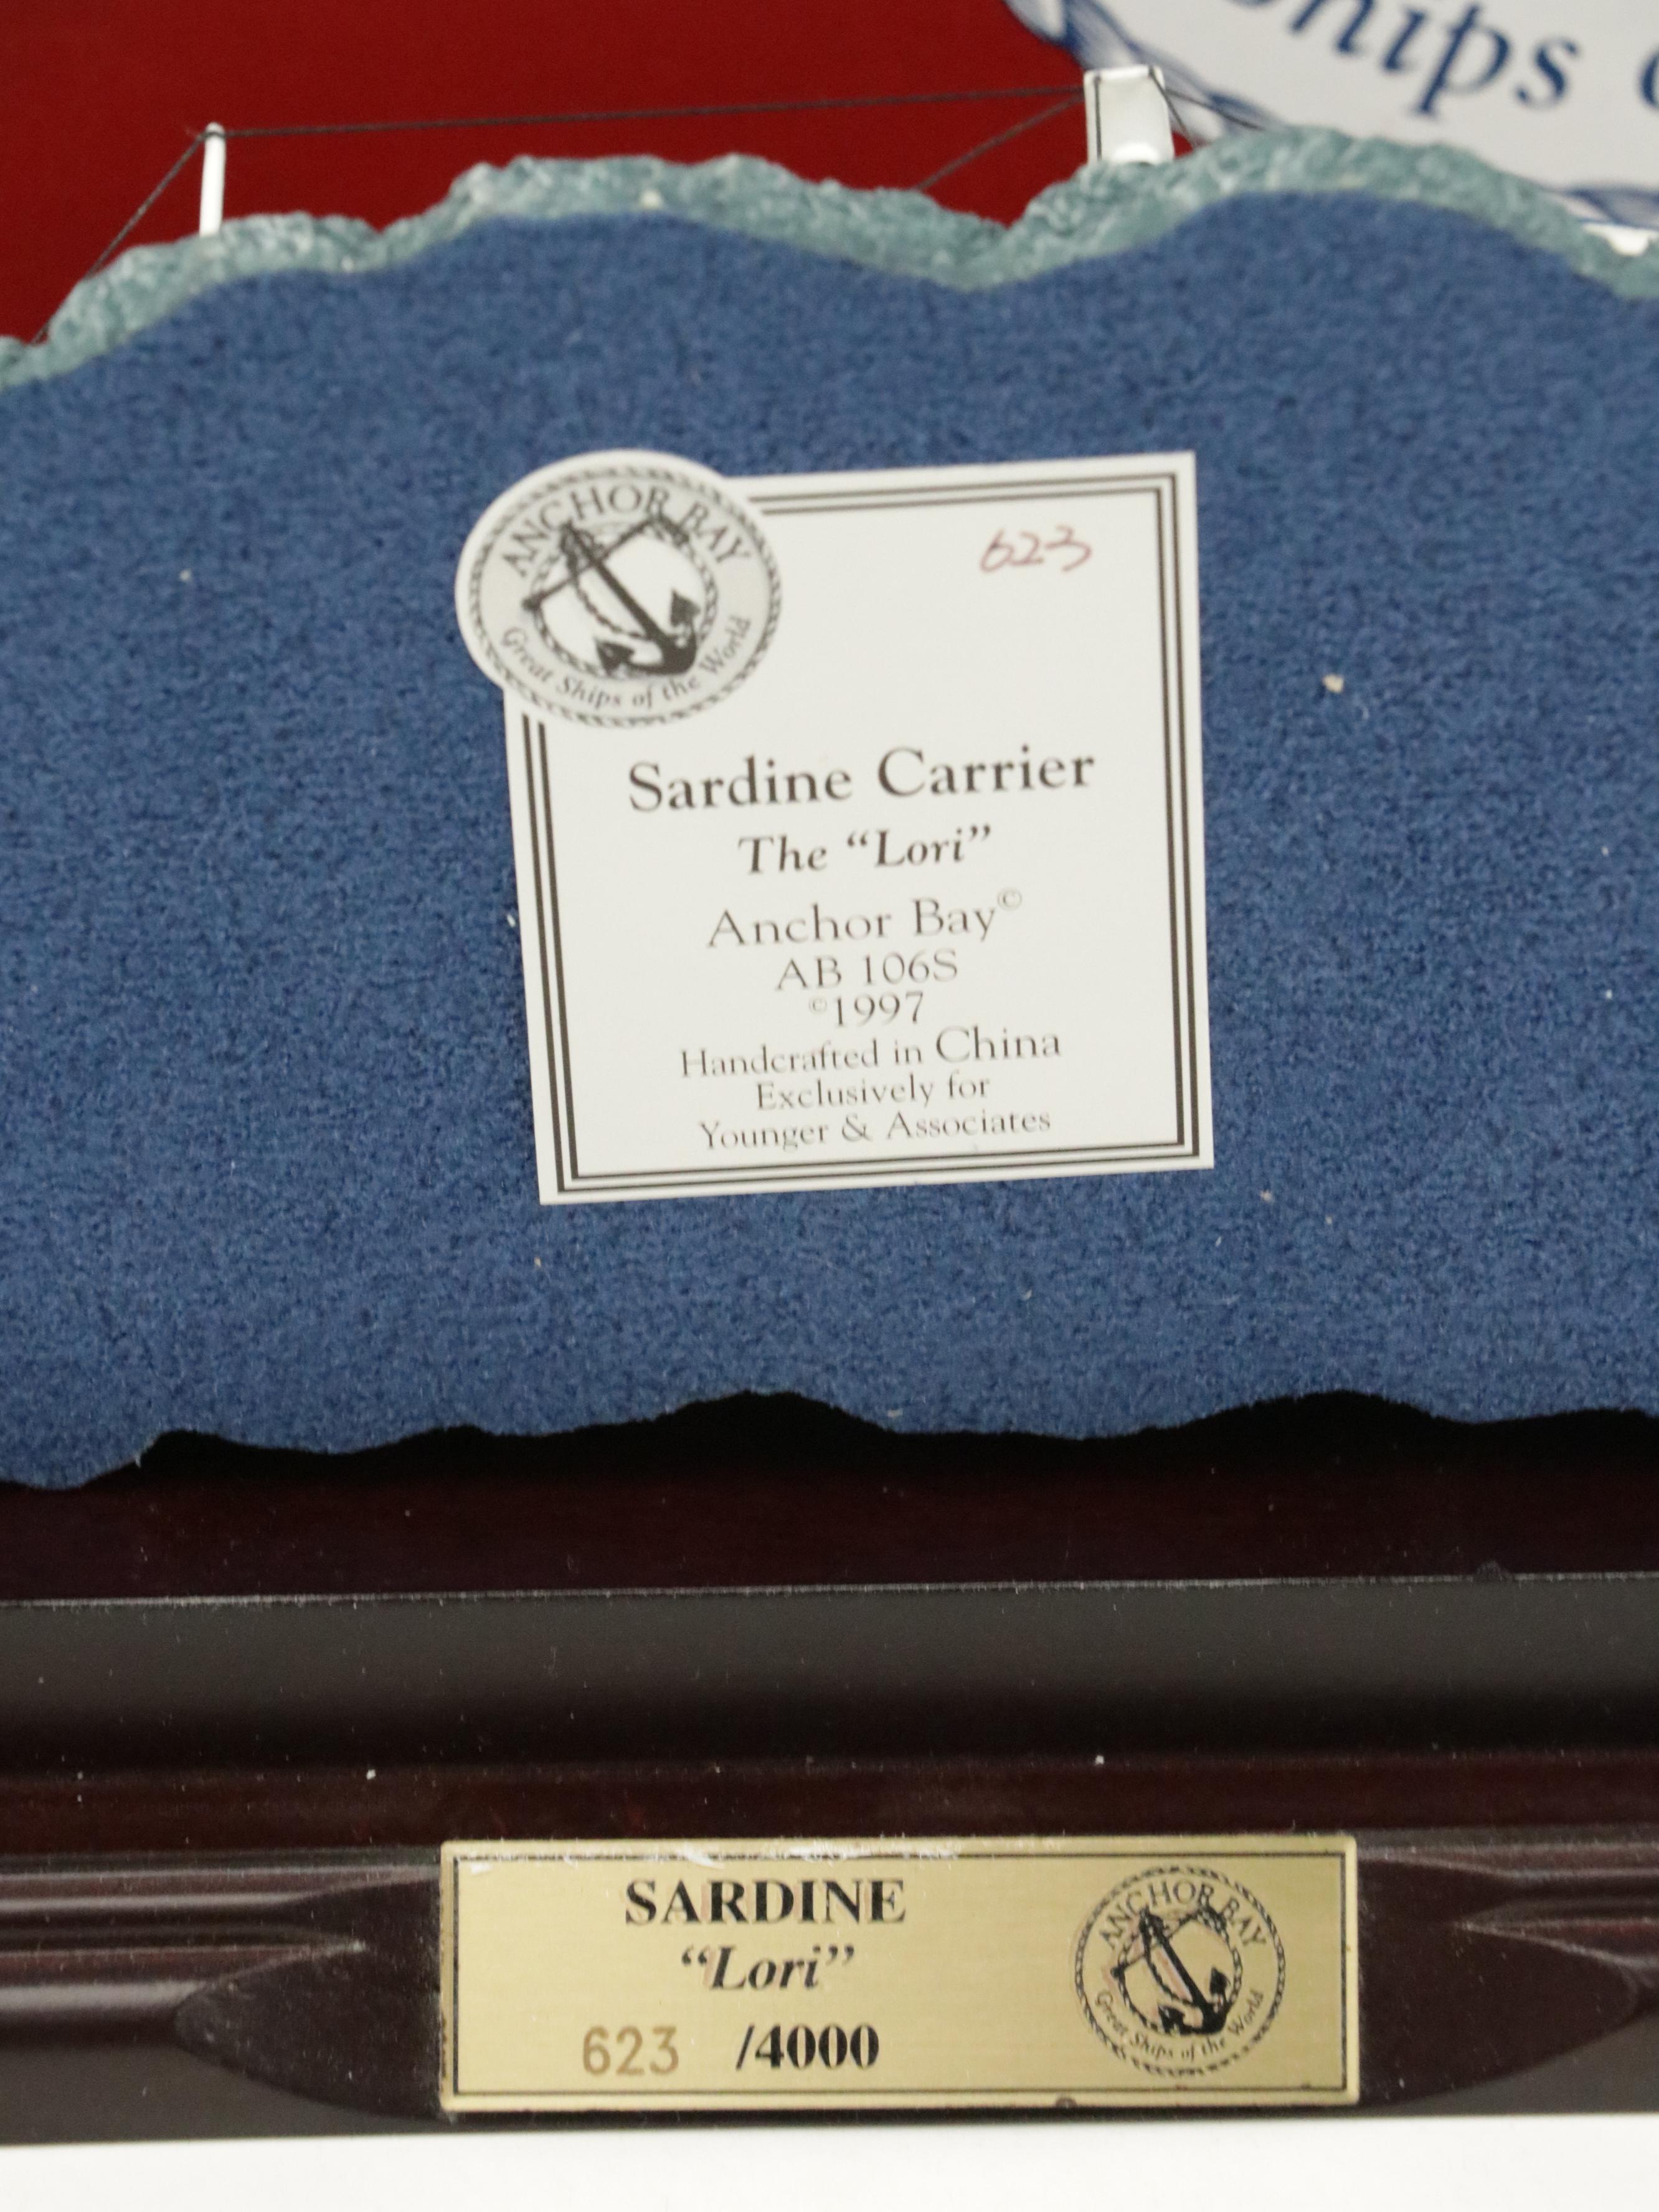 Ships
ANCHOR BAY
Great Ships of the World
623
Sardine Carrier
The “Lori”
Anchor Bay©
AB 106S
©1997
Handcrafted in China
Exclusively for
Younger & Associates
SARDINE
“Lori”
623 /4000
ANCHOR BAY
Great Ships of the World